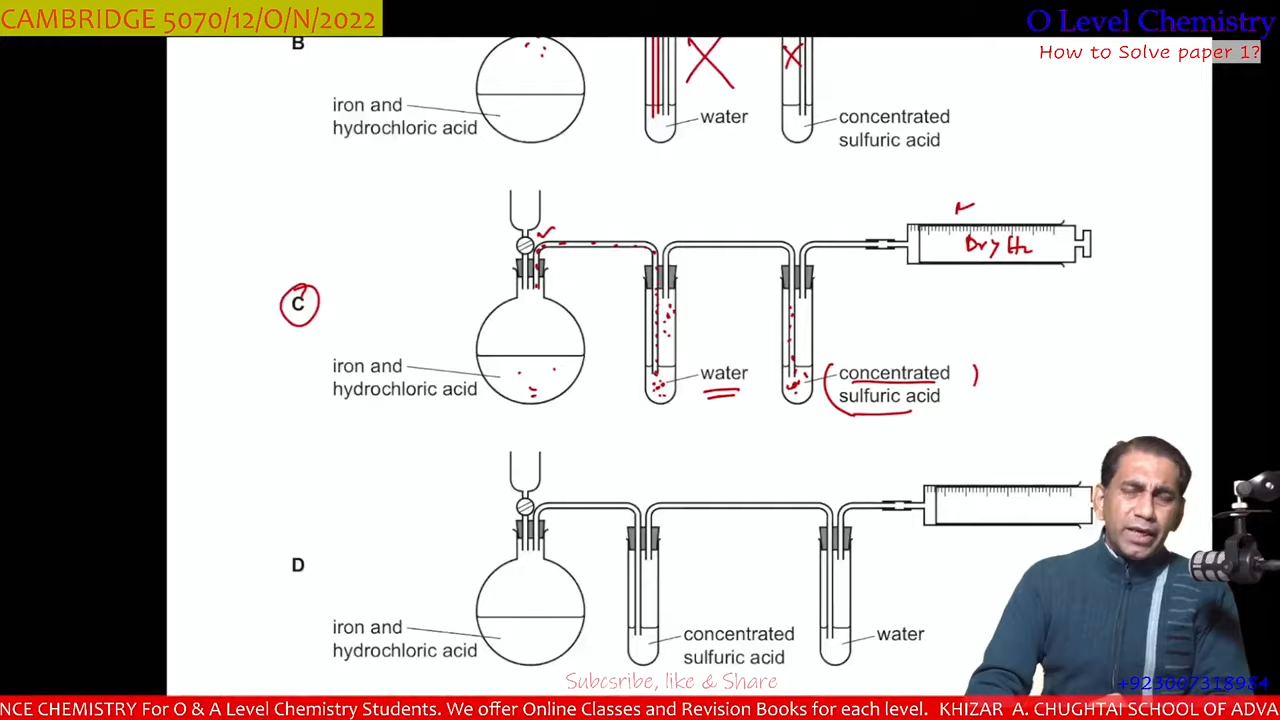 CAMBRIDGE 5070/12/O/N/2022
O Level Chemistry
How to Solve paper 1?
B
iron and
hydrochloric acid
water
concentrated
sulfuric acid
Dry H2
C
iron and
hydrochloric acid
water
concentrated
sulfuric acid
D
iron and
hydrochloric acid
concentrated
sulfuric acid
water
Subcsribe, like & Share
+923007318984
NCE CHEMISTRY For O & A Level Chemistry Students. We offer Online Classes and Revision Books for each level. KHIZAR A. CHUGHTAI SCHOOL OF ADVA